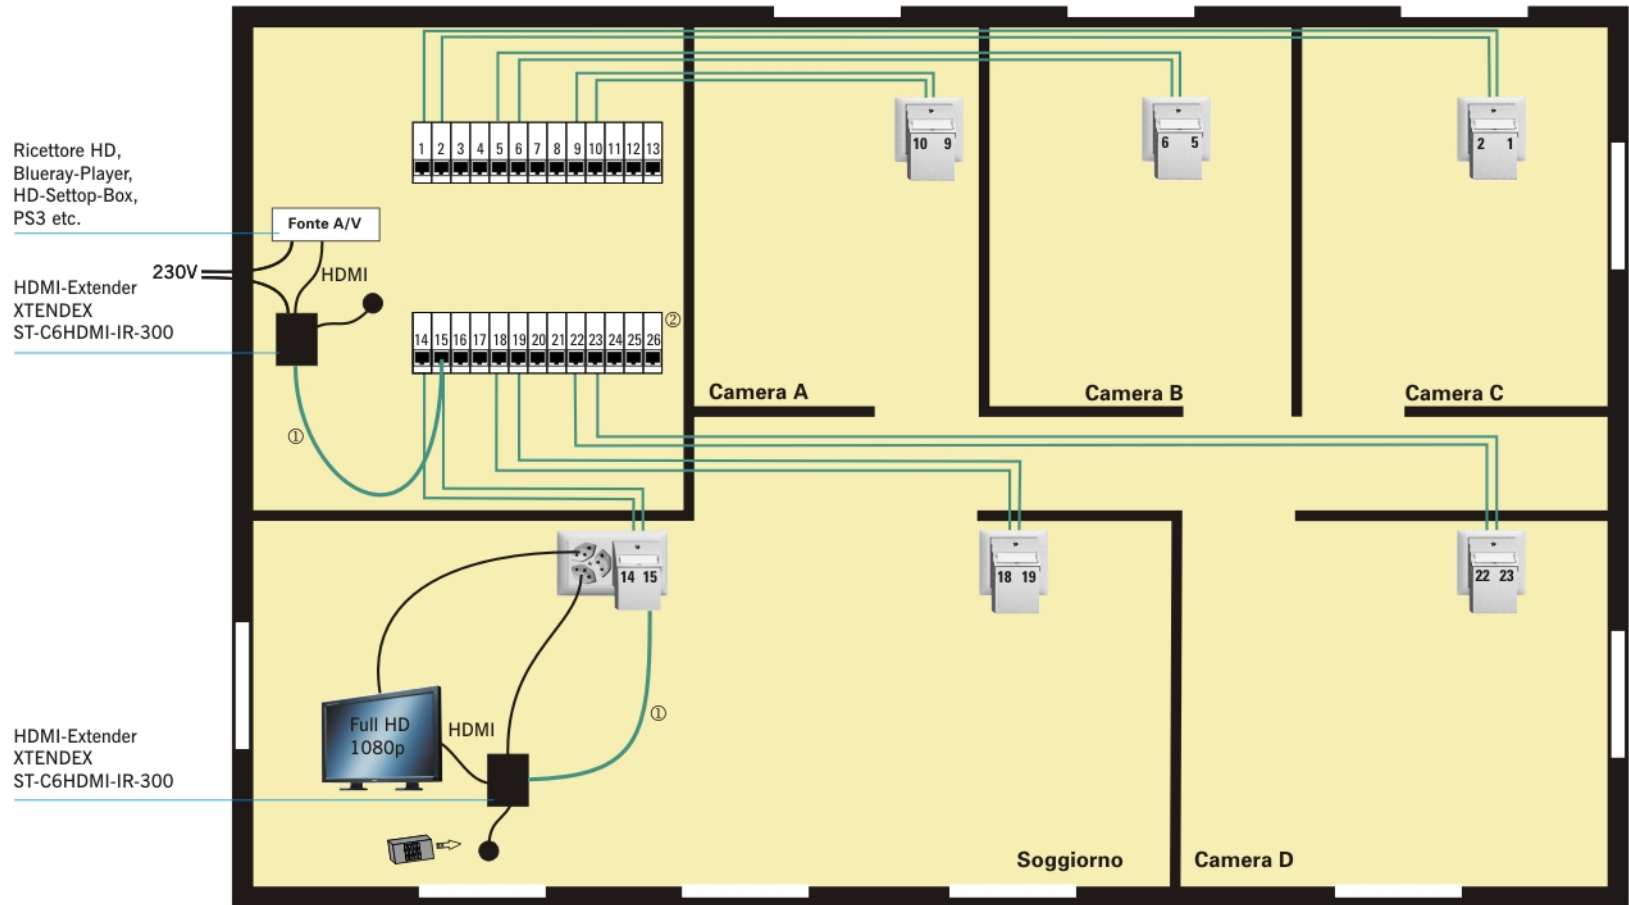 Ricettore HD,
Blueray-Player,
HD-Settop-Box,
PS3 etc.
Fonte A/V
230V
HDMI
HDMI-Extender
XTENDEX
ST-C6HDMI-IR-300
①
1 2 3 4 5 6 7 8 9 10 11 12 13
14 15 16 17 18 19 20 21 22 23 24 25 26
②
10 9
6 5
2 1
Camera A
Camera B
Camera C
14 15
18 19
22 23
Full HD
1080p
HDMI
①
HDMI-Extender
XTENDEX
ST-C6HDMI-IR-300
Soggiorno
Camera D